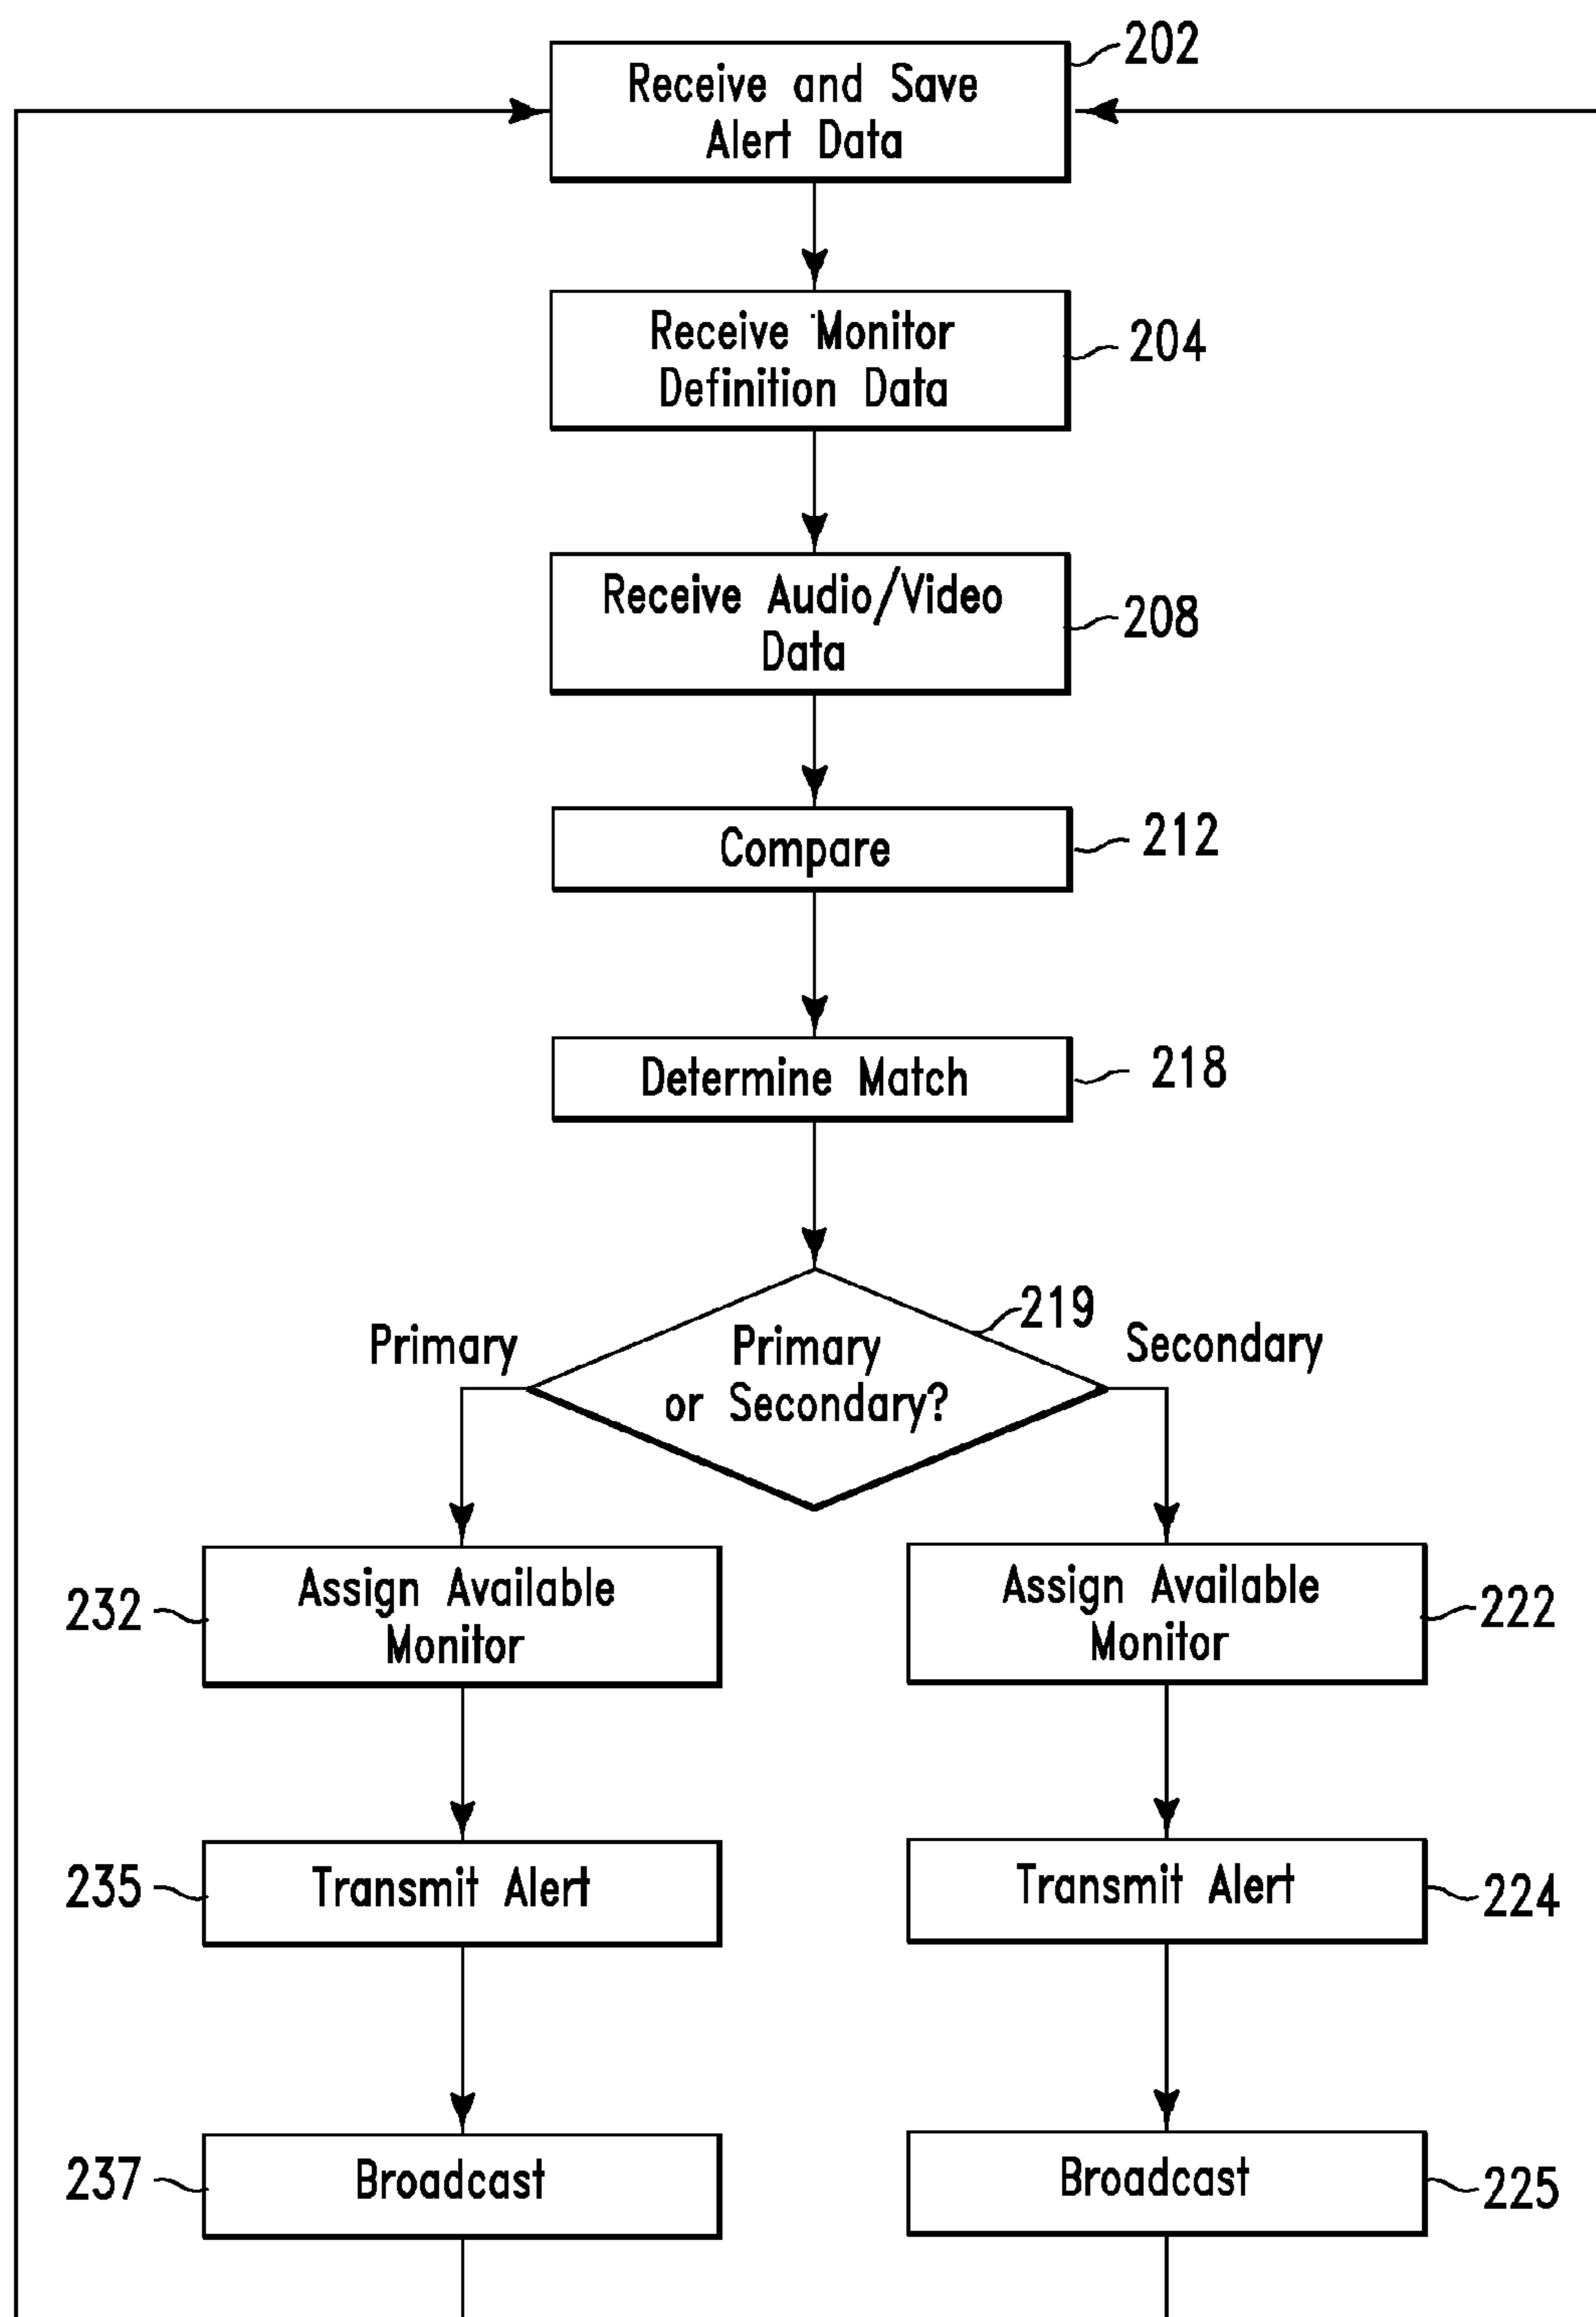 202
Receive and Save
Alert Data
Receive Monitor
Definition Data
204
Receive Audio/Video
Data
208
Compare
212
Determine Match
218
219
Primary
Primary
or Secondary?
Secondary
232
Assign Available
Monitor
Assign Available
Monitor
222
235
Transmit Alert
Transmit Alert
224
237
Broadcast
Broadcast
225